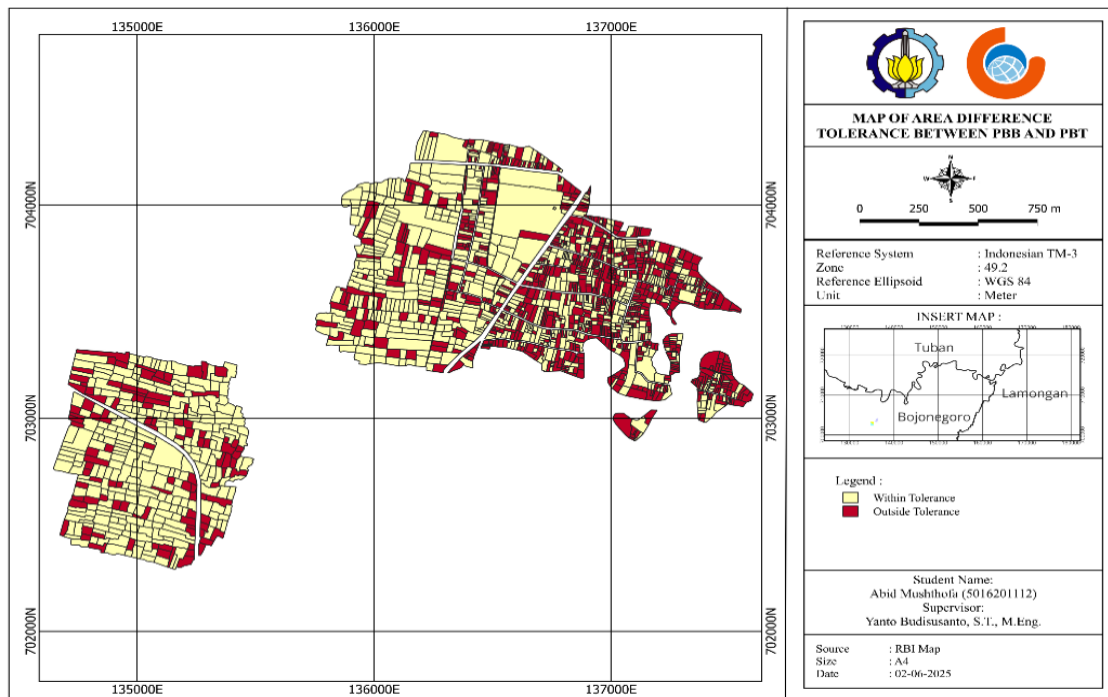 135000E 136000E 137000E
704000N 704000N
703000N 703000N
702000N 702000N
135000E 136000E 137000E
MAP OF AREA DIFFERENCE
TOLERANCE BETWEEN PBB AND PBT
N
W E
S
0 250 500 750 m
Reference System : Indonesian TM-3
Zone : 49.2
Reference Ellipsoid : WGS 84
Unit : Meter
INSERT MAP :
Tuban
Lamongan
Bojonegoro
Legend :
Within Tolerance
Outside Tolerance
Student Name:
Abid Mushthofa (5016201112)
Supervisor:
Yanto Budisusanto, S.T., M.Eng.
Source : RBI Map
Size : A4
Date : 02-06-2025